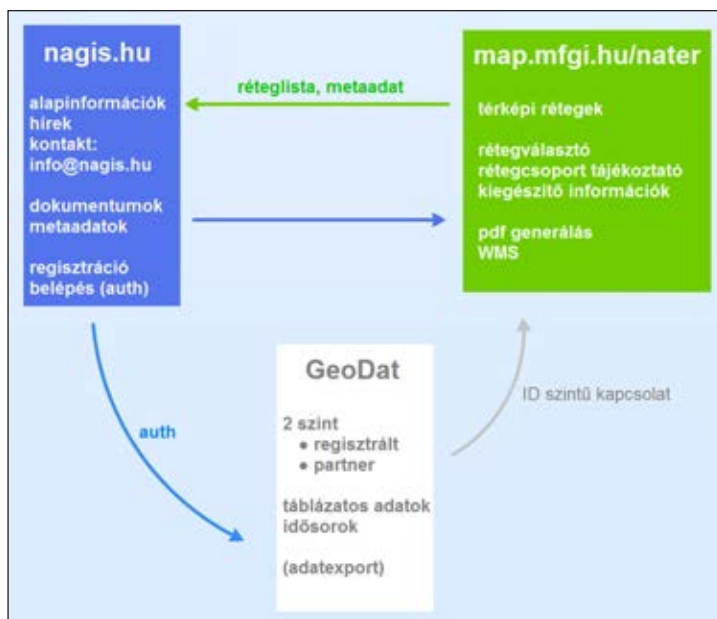 nagis.hu
alapinformációk
hírek
kontakt:
info@nagis.hu
dokumentumok
metaadatok
regisztráció
belépés (auth)
réteglista, metaadat
map.mfgi.hu/nater
térképi rétegek
rétegválasztó
rétegcsoport tájékoztató
kiegészítő információk
pdf generálás
WMS
auth
GeoDat
2 szint
● regisztrált
● partner
táblázatos adatok
idősorok
(adatexport)
ID szintű kapcsolat